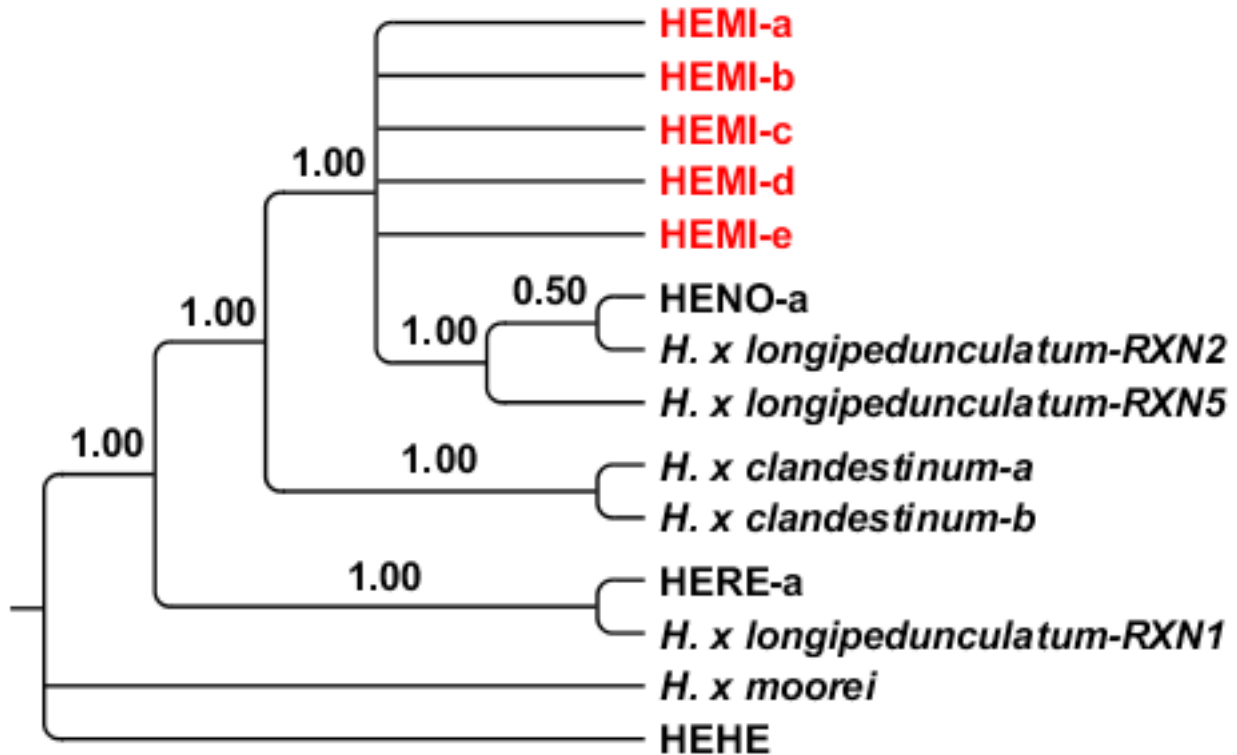 HEMI-a
HEMI-b
HEMI-c
1.00
HEMI-d
HEMI-e
0.50
HENO-a
1.00
1.00
H. x longipedunculatum-RXN2
H. x longipedunculatum-RXN5
1.00
1.00
H. x clandestinum-a
H. x clandestinum-b
1.00
HERE-a
H. x longipedunculatum-RXN1
H. x moorei
HEHE